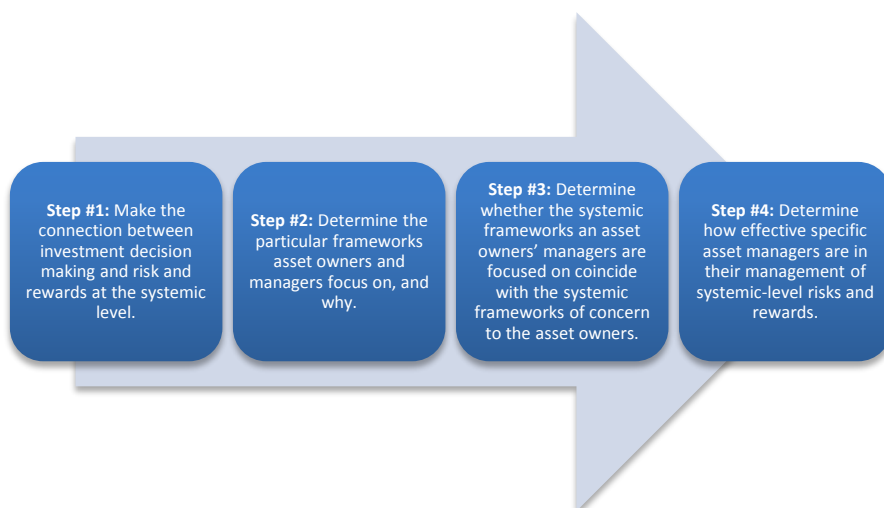 Step #1: Make the
connection between
investment decision
making and risk and
rewards at the systemic
level.
Step #2: Determine the
particular frameworks
asset owners and
managers focus on, and
why.
Step #3: Determine
whether the systemic
frameworks an asset
owners’ managers are
focused on coincide
with the systemic
frameworks of concern
to the asset owners.
Step #4: Determine
how effective specific
asset managers are in
their management of
systemic-level risks and
rewards.